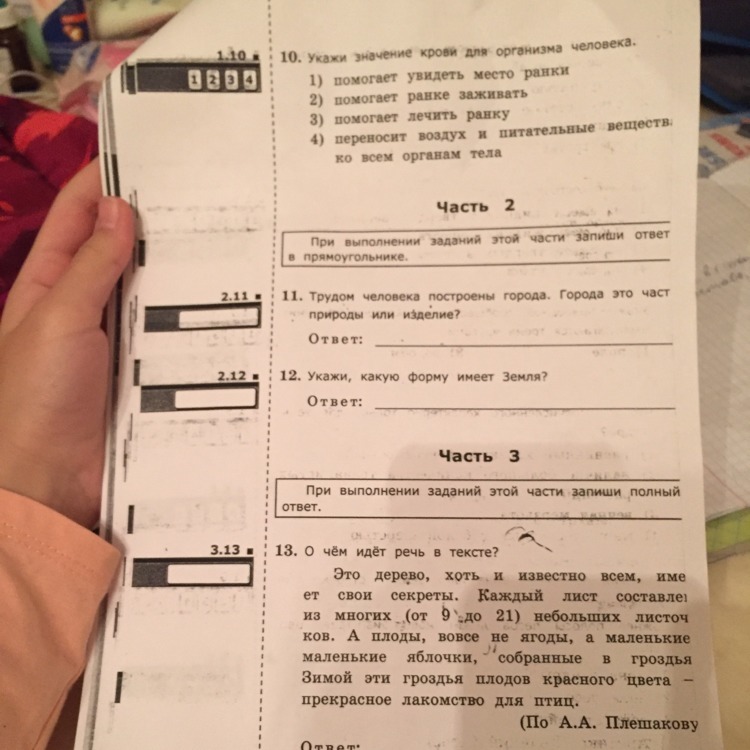 1.10
1 2 3 4
10. Укажи значение крови для организма человека.
1) помогает увидеть место ранки
2) помогает ранке заживать
3) помогает лечить ранку
4) переносит воздух и питательные веществ
ко всем органам тела
Часть 2
При выполнении заданий этой части запиши ответ
в прямоугольнике.
2.11
11. Трудом человека построены города. Города это част
природы или изделие?
Ответ:
2.12
12. Укажи, какую форму имеет Земля?
Ответ:
Часть 3
При выполнении заданий этой части запиши полный
ответ.
3.13
13. О чём идёт речь в тексте?
Это дерево, хоть и известно всем, име
ет свои секреты. Каждый лист составле
из многих (от 9 до 21) небольших листоч
ков. А плоды, вовсе не ягоды, а маленькие
маленькие яблочки, собранные в гроздья
Зимой эти гроздья плодов красного цвета –
прекрасное лакомство для птиц.
(По А.А. Плешакову
Ответ: